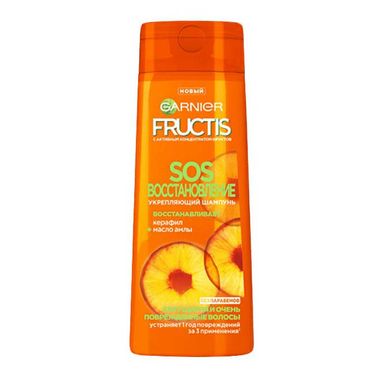 НОВЫЙ
GARNIER
FRUCTIS
С АКТИВНЫМ КОНЦЕНТРАТОМ ФРУКТОВ
SOS
ВОССТАНОВЛЕНИЕ
УКРЕПЛЯЮЩИЙ ШАМПУНЬ
ВОССТАНАВЛИВАЕТ
керафил
+ масло амлы
БЕЗ ПАРАБЕНОВ
И ОЧЕНЬ
ПОВРЕЖДЕННЫЕ ВОЛОСЫ
устраняет 1 год повреждений
за 3 применения